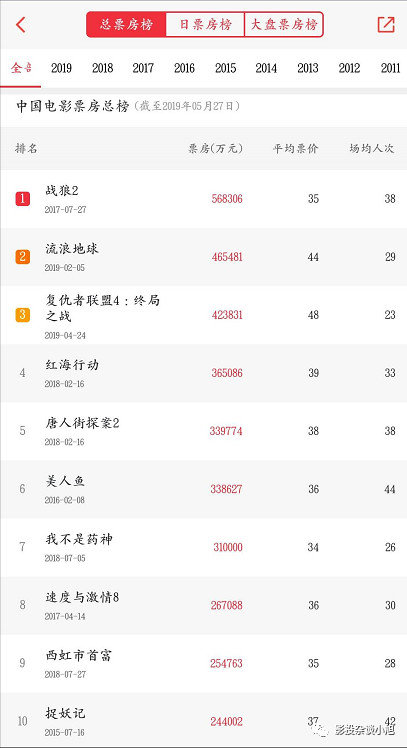 总票房榜 日票房榜 大盘票房榜
2019 2018 2017 2016 2015 2014 2013 2012 2011
中国电影票房总榜（截至2019年05月27日）
排名 票房(万元) 平均票价 场均人次
1 战狼2 568306 35 38
2017-07-27
2 流浪地球 465481 44 29
2019-02-05
3 复仇者联盟4：终局
之战 423831 48 23
2019-04-24
4 红海行动 365086 39 33
2018-02-16
5 唐人街探案2 339774 38 38
2018-02-16
6 美人鱼 338627 36 44
2016-02-08
7 我不是药神 310000 34 26
2018-07-05
8 速度与激情8 267088 36 30
2017-04-14
9 西虹市首富 254763 35 28
2018-07-27
10 捉妖记 244002 37 42
2015-07-16
影投杂谈小旭